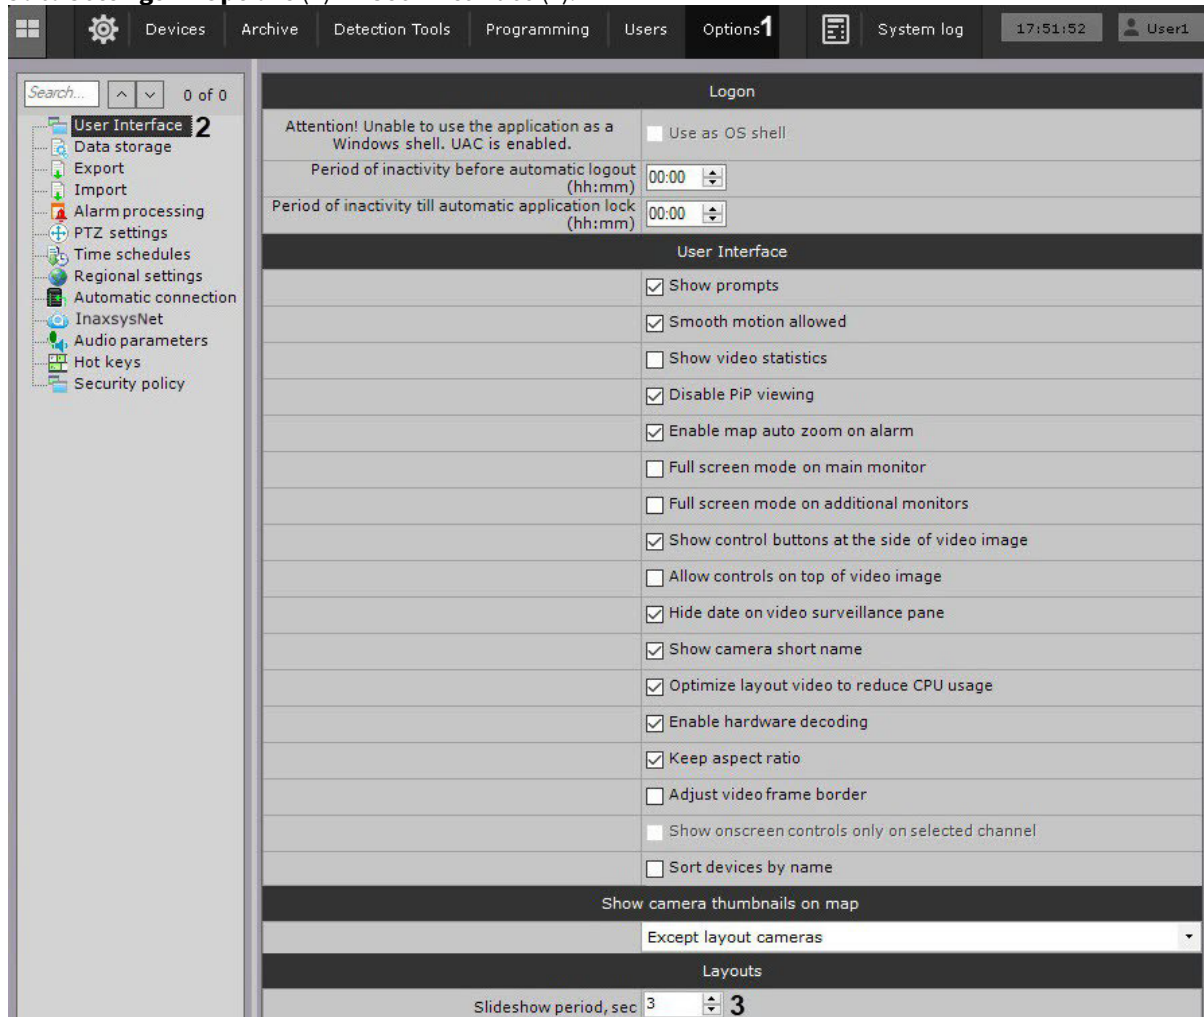 Devices Archive Detection Tools Programming Users Options 1 System log 17:51:52 User1
Search... 0 of 0
User Interface 2
Data storage
Export
Import
Alarm processing
PTZ settings
Time schedules
Regional settings
Automatic connection
InaxsysNet
Audio parameters
Hot keys
Security policy
Logon
Attention! Unable to use the application as a
Windows shell. UAC is enabled.
Use as OS shell
Period of inactivity before automatic logout
(hh:mm)
00:00
Period of inactivity till automatic application lock
(hh:mm)
00:00
User Interface
Show prompts
Smooth motion allowed
Show video statistics
Disable PiP viewing
Enable map auto zoom on alarm
Full screen mode on main monitor
Full screen mode on additional monitors
Show control buttons at the side of video image
Allow controls on top of video image
Hide date on video surveillance pane
Show camera short name
Optimize layout video to reduce CPU usage
Enable hardware decoding
Keep aspect ratio
Adjust video frame border
Show onscreen controls only on selected channel
Sort devices by name
Show camera thumbnails on map
Except layout cameras
Layouts
Slideshow period, sec 3 3